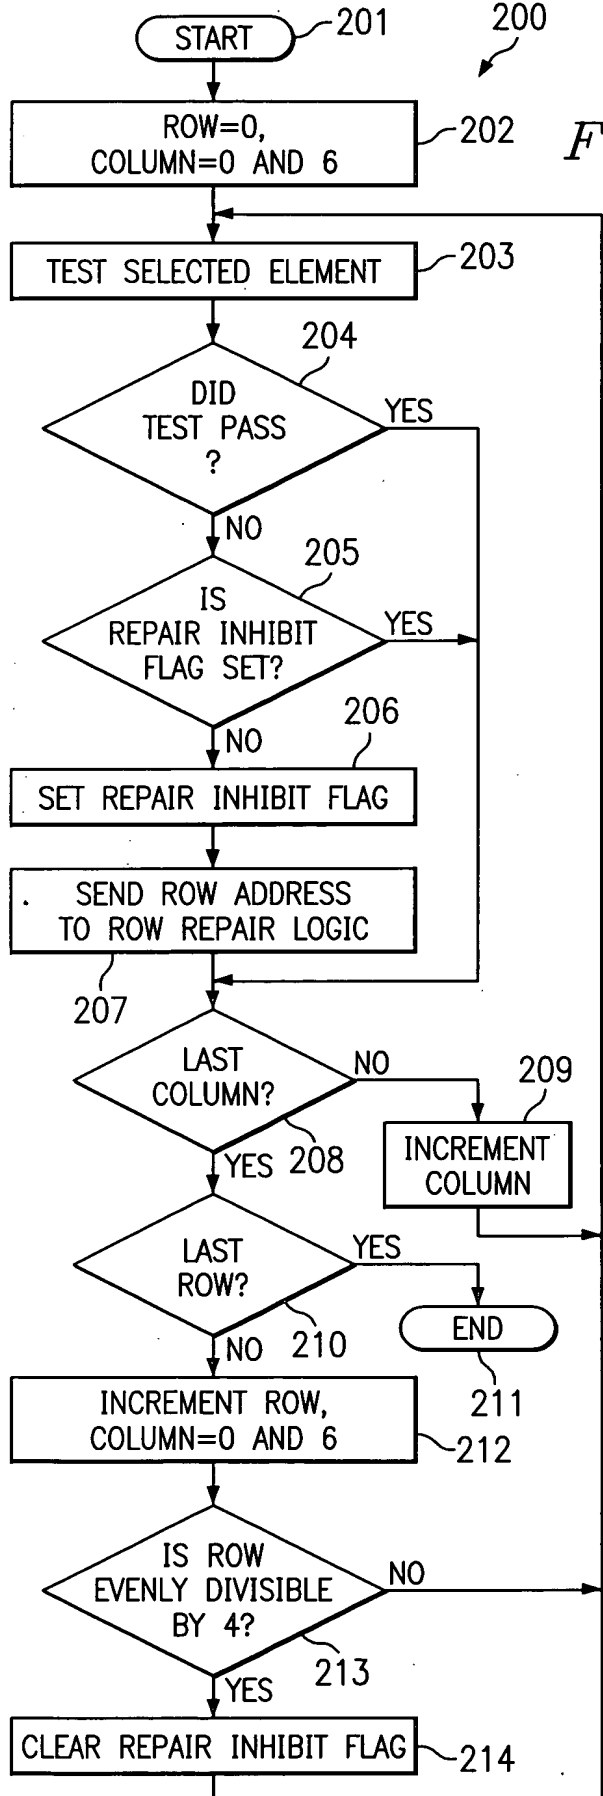 START
201
200
ROW=0,
COLUMN=0 AND 6
202
F
TEST SELECTED ELEMENT
203
204
DID
TEST PASS
?
YES
NO
205
IS
REPAIR INHIBIT
FLAG SET?
YES
NO
206
SET REPAIR INHIBIT FLAG
SEND ROW ADDRESS
TO ROW REPAIR LOGIC
207
LAST
COLUMN?
NO
209
208
YES
INCREMENT
COLUMN
LAST
ROW?
YES
210
NO
END
211
INCREMENT ROW,
COLUMN=0 AND 6
212
IS ROW
EVENLY DIVISIBLE
BY 4?
NO
213
YES
CLEAR REPAIR INHIBIT FLAG
214